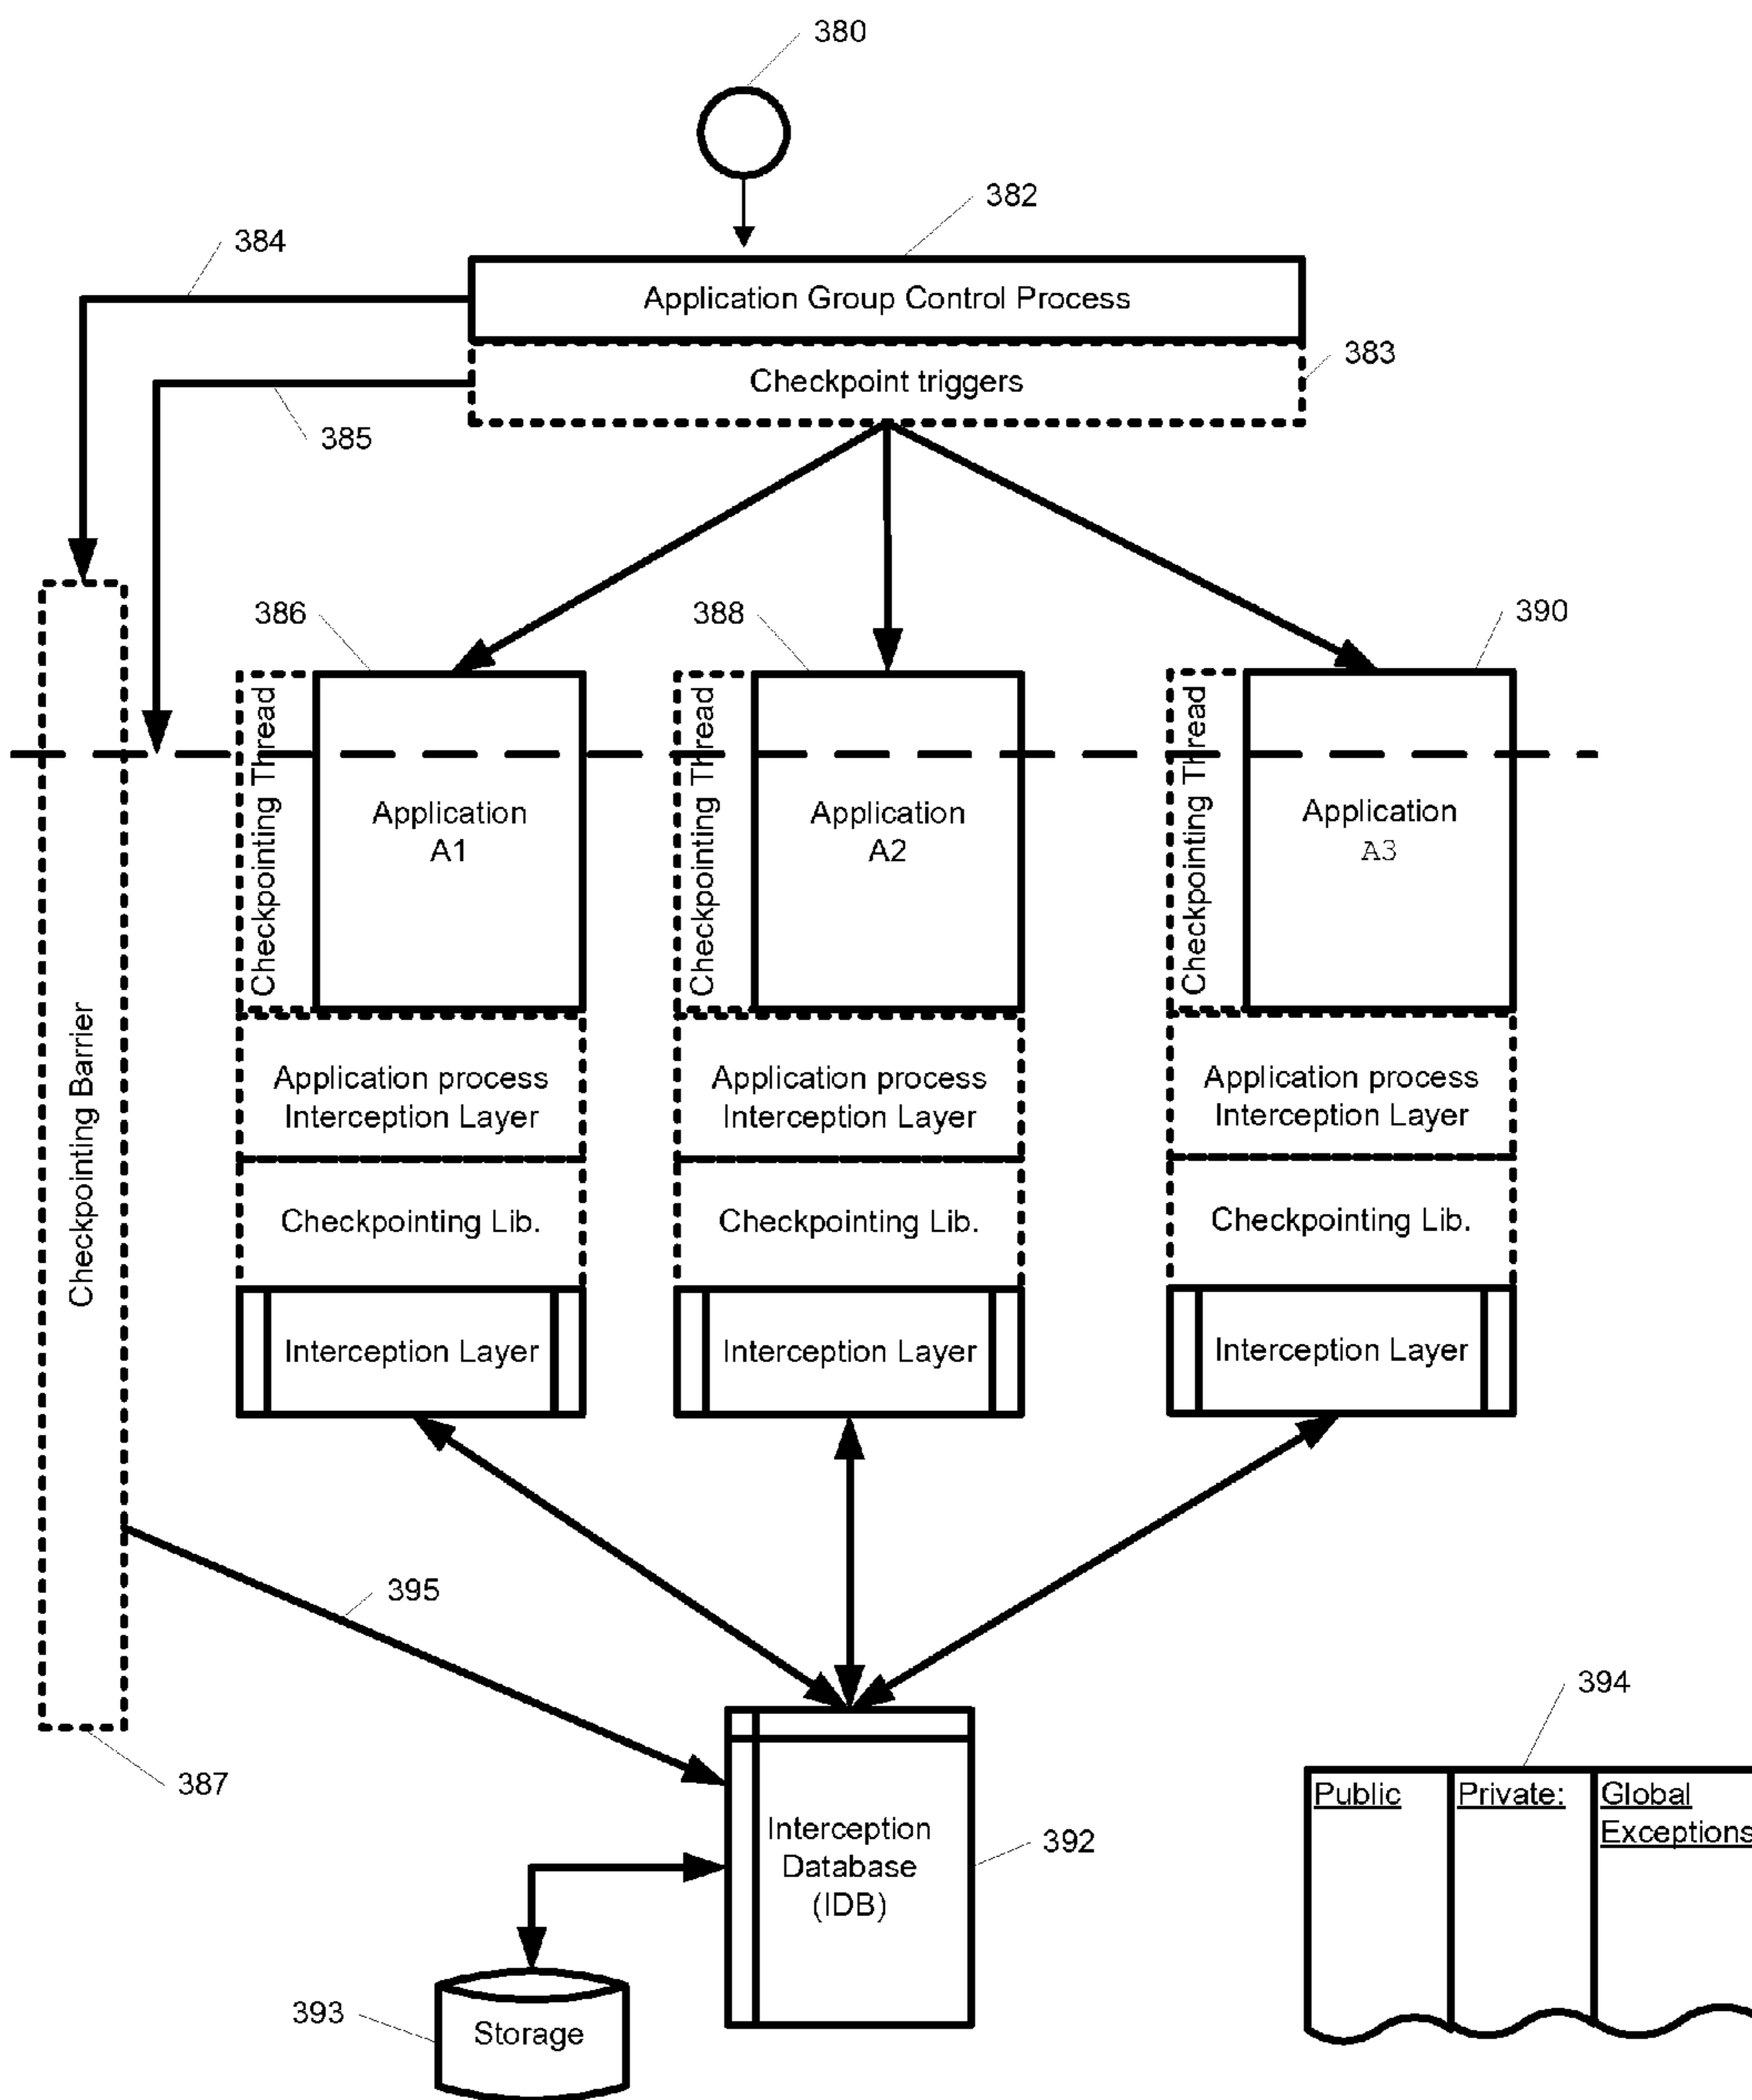 380
382
384
Application Group Control Process
383
Checkpoint triggers
385
386
388
390
Checkpointing Thread
Application
A1
Checkpointing Thread
Application
A2
Checkpointing Thread
Application
A3
Checkpointing Barrier
Application process
Interception Layer
Application process
Interception Layer
Application process
Interception Layer
Checkpointing Lib.
Checkpointing Lib.
Checkpointing Lib.
Interception Layer
Interception Layer
Interception Layer
395
394
387
Public
Private:
Global
Exceptions
Interception
Database
(IDB)
392
393
Storage